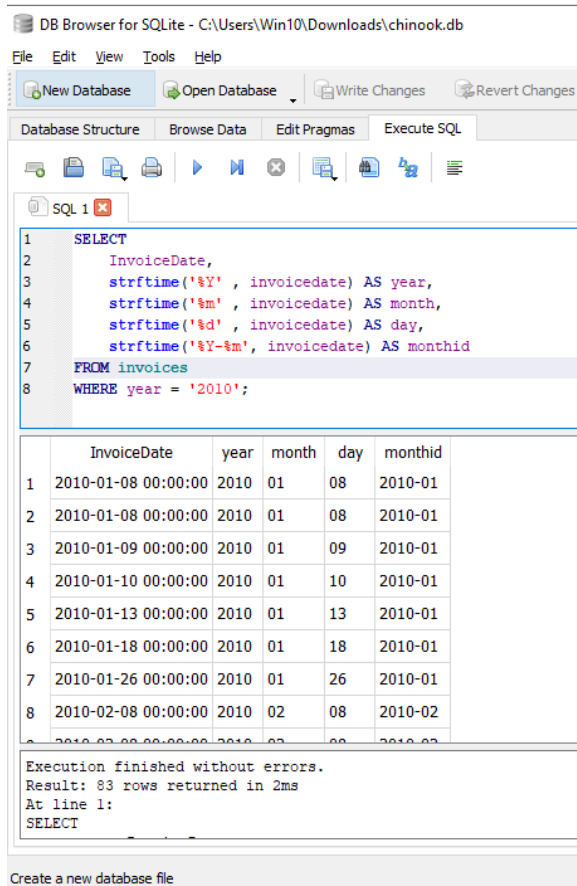 DB Browser for SQLite - C:\Users\Win10\Downloads\chinook.db
File Edit View Tools Help
New Database Open Database Write Changes Revert Changes
Database Structure Browse Data Edit Pragmas Execute SQL
SQL 1
1 SELECT
2 InvoiceDate,
3 strftime('%Y' , invoicedate) AS year,
4 strftime('%m' , invoicedate) AS month,
5 strftime('%d' , invoicedate) AS day,
6 strftime('%Y-%m', invoicedate) AS monthid
7 FROM invoices
8 WHERE year = '2010';
InvoiceDate year month day monthid
1 2010-01-08 00:00:00 2010 01 08 2010-01
2 2010-01-08 00:00:00 2010 01 08 2010-01
3 2010-01-09 00:00:00 2010 01 09 2010-01
4 2010-01-10 00:00:00 2010 01 10 2010-01
5 2010-01-13 00:00:00 2010 01 13 2010-01
6 2010-01-18 00:00:00 2010 01 18 2010-01
7 2010-01-26 00:00:00 2010 01 26 2010-01
8 2010-02-08 00:00:00 2010 02 08 2010-02
Execution finished without errors.
Result: 83 rows returned in 2ms
At line 1:
SELECT
Create a new database file